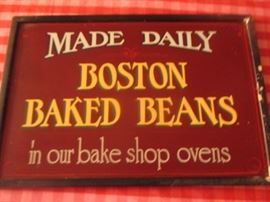 MADE DAILY
BOSTON
BAKED BEANS
in our bake shop ovens